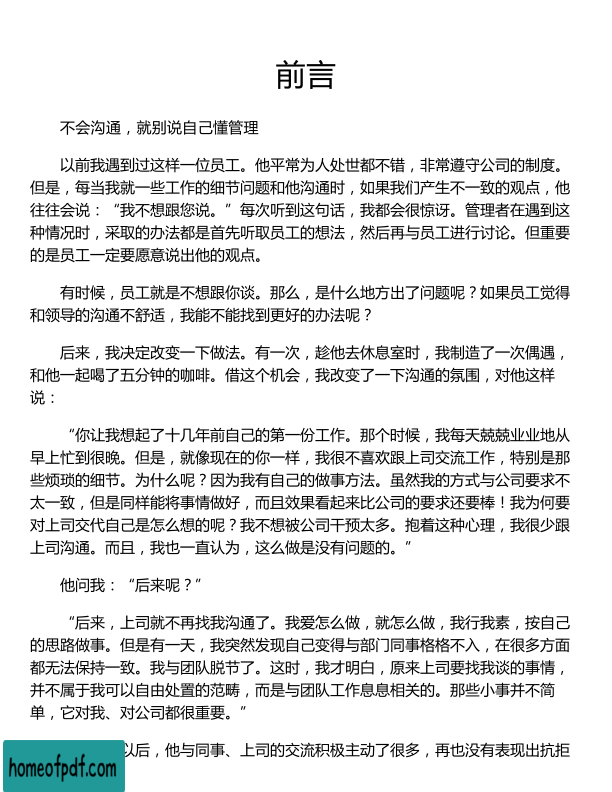 前言
不会沟通，就别说自己懂管理
以前我遇到过这样一位员工。他平常为人处世都不错，非常遵守公司的制度。
但是，每当我就一些工作的细节问题和他沟通时，如果我们产生不一致的观点，他
往往会说：“我不想跟您说。”每次听到这句话，我都会很惊讶。管理者在遇到这
种情况时，采取的办法都是首先听取员工的想法，然后再与员工进行讨论。但重要
的是员工一定要愿意说出他的观点。
有时候，员工就是不想跟你谈。那么，是什么地方出了问题呢？如果员工觉得
和领导的沟通不舒适，我能不能找到更好的办法呢？
后来，我决定改变一下做法。有一次，趁他去休息室时，我制造了一次偶遇，
和他一起喝了五分钟的咖啡。借这个机会，我改变了一下沟通的氛围，对他这样
说：
“你让我想起了十几年前自己的第一份工作。那个时候，我每天兢兢业业地从
早上忙到很晚。但是，就像现在的你一样，我很不喜欢跟上司交流工作，特别是那
些烦琐的细节。为什么呢？因为我有自己的做事方法。虽然我的方式与公司要求不
太一致，但是同样能将事情做好，而且效果看起来比公司的要求还要棒！我为何要
对上司交代自己是怎么想的呢？我不想被公司干预太多。抱着这种心理，我很少跟
上司沟通。而且，我也一直认为，这么做是没有问题的。”
他问我：“后来呢？”
“后来，上司就不再找我沟通了。我爱怎么做，就怎么做，我行我素，按自己
的思路做事。但是有一天，我突然发现自己变得与部门同事格格不入，在很多方面
都无法保持一致。我与团队脱节了。这时，我才明白，原来上司要找我谈的事情，
并不属于我可以自由处置的范畴，而是与团队工作息息相关的。那些小事并不简
单，它对我、对公司都很重要。”
以后，他与同事、上司的交流积极主动了很多，再也没有表现出抗拒
homeofpdf.com